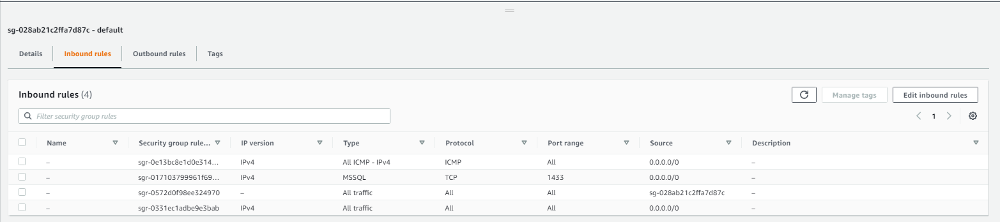 sg-028ab21c2ffa7d87c - default
Details Inbound rules Outbound rules Tags
Inbound rules (4) Manage tags Edit inbound rules
Filter security group rules 1
Name Security group rule... IP version Type Protocol Port range Source Description
– sgr-0e13bc8e1d0e314... IPv4 All ICMP - IPv4 ICMP All 0.0.0.0/0 –
– sgr-017103799961f69... IPv4 MSSQL TCP 1433 0.0.0.0/0 –
– sgr-0572d0f98ee324970 – All traffic All All sg-028ab21c2ffa7d87c –
– sgr-0331ec1adbe9e3bab IPv4 All traffic All All 0.0.0.0/0 –